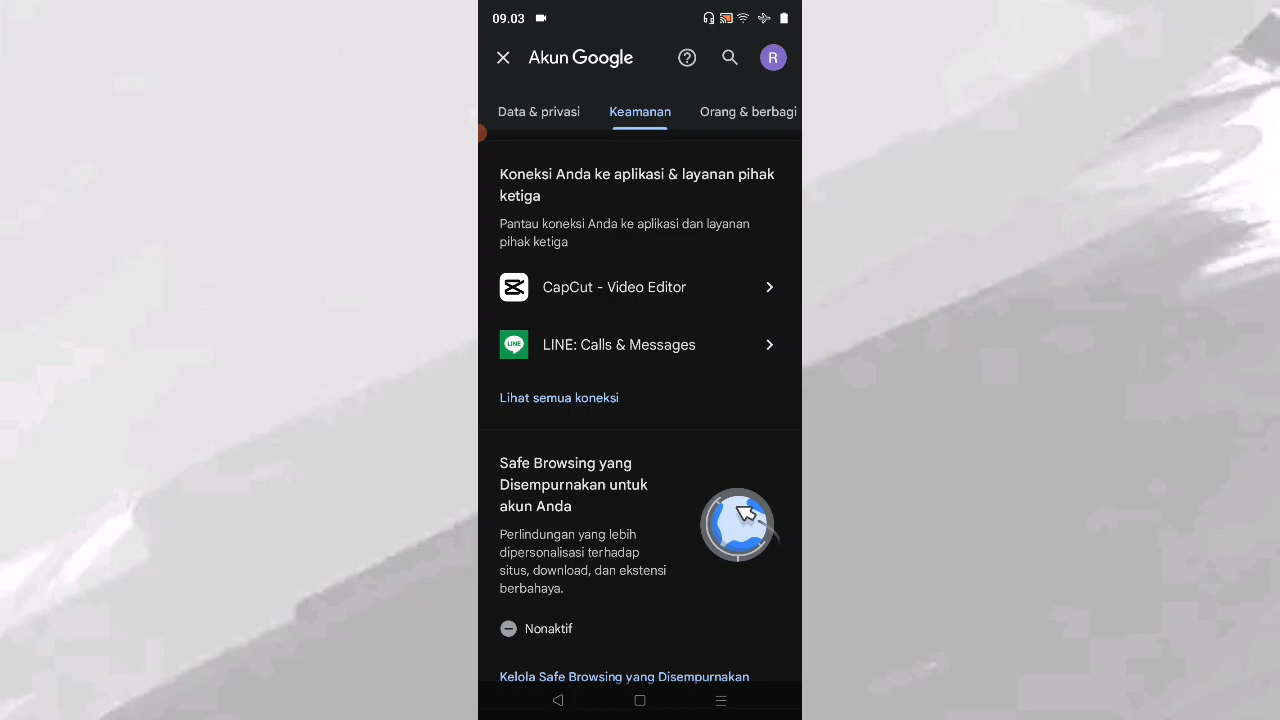 09.03
Akun Google
R
Data & privasi Keamanan Orang & berbagi
Koneksi Anda ke aplikasi & layanan pihak
ketiga
Pantau koneksi Anda ke aplikasi dan layanan
pihak ketiga
CapCut - Video Editor
LINE
LINE: Calls & Messages
Lihat semua koneksi
Safe Browsing yang
Disempurnakan untuk
akun Anda
Perlindungan yang lebih
dipersonalisasi terhadap
situs, download, dan ekstensi
berbahaya.
Nonaktif
Kelola Safe Browsing yang Disempurnakan